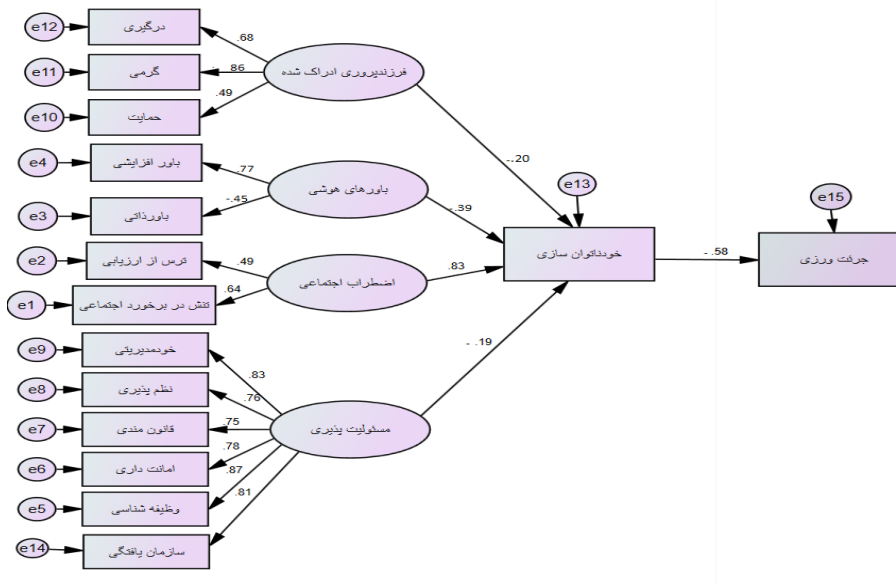 e12
درگیری
.68
e11
گرمی
.86
فرزندپروری ادراک شده
e10
حمایت
.49
e4
باور افزایشی
.77
-.20
باورهای هوشی
e13
e3
باورذاتی
-.45
-.39
e15
e2
ترس از ارزیابی
.49
خودناتوان سازی
-.58
جرئت ورزی
اضطراب اجتماعی
.83
e1
تنش در برخورد اجتماعی
.64
e9
خودمدیریتی
.83
-.19
e8
نظم پذیری
.76
e7
قانون مندی
.75
مسئولیت پذیری
e6
امانت داری
.78
e5
وظیفه شناسی
.87
e14
سازمان یافتگی
.81